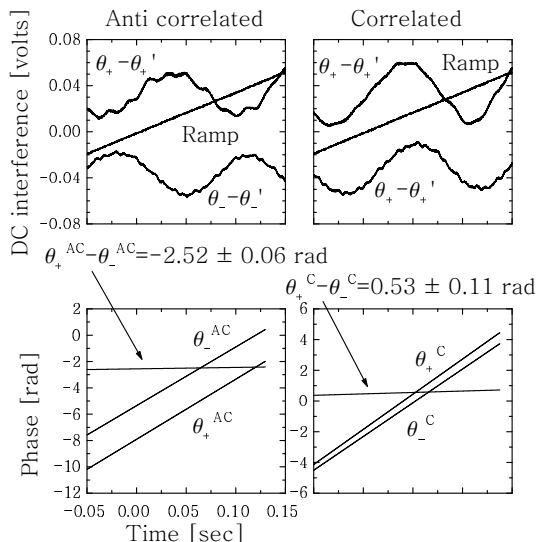 Anti correlated
Correlated
DC interference [volts]
0.08
0.04
0.00
-0.04
-0.08
θ+−θ+'
Ramp
θ−−θ−'
θ+−θ+'
Ramp
θ+−θ+'
θ+^AC−θ−^AC=−2.52 ± 0.06 rad
θ+^C−θ−^C=0.53 ± 0.11 rad
Phase [rad]
2
0
-2
-4
-6
-8
-10
-12
θ−^AC
θ+^AC
-0.05 0.00 0.05 0.10 0.15
Time [sec]
6
4
2
0
-2
-4
-6
θ+^C
θ−^C